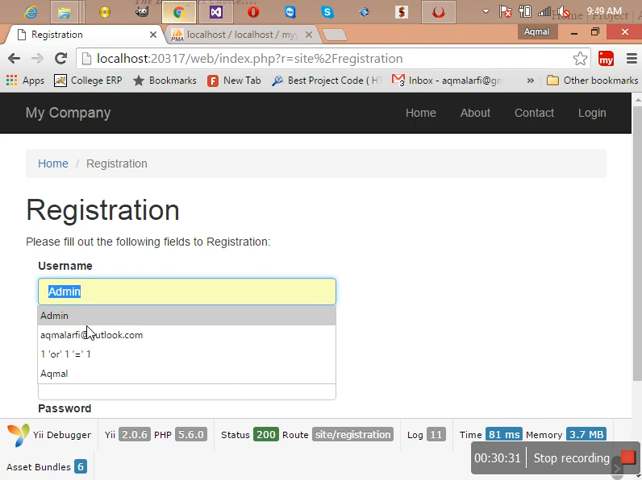 9:49 AM
Registration
localhost / localhost / my
Aqmal
localhost:20317/web/index.php?r=site%2Fregistration
Apps College ERP Bookmarks New Tab Best Project Code ( HT Inbox - aqmalarfi@gm Other bookmarks
My Company Home About Contact Login
Home / Registration
Registration
Please fill out the following fields to Registration:
Username
Admin
Admin
1 'or' 1 '=' 1
Aqmal
Password
Yii Debugger Yii 2.0.6 PHP 5.6.0 Status 200 Route site/registration Log 11 Time 81 ms Memory 3.7 MB
Asset Bundles 6
00:30:31 Stop recording